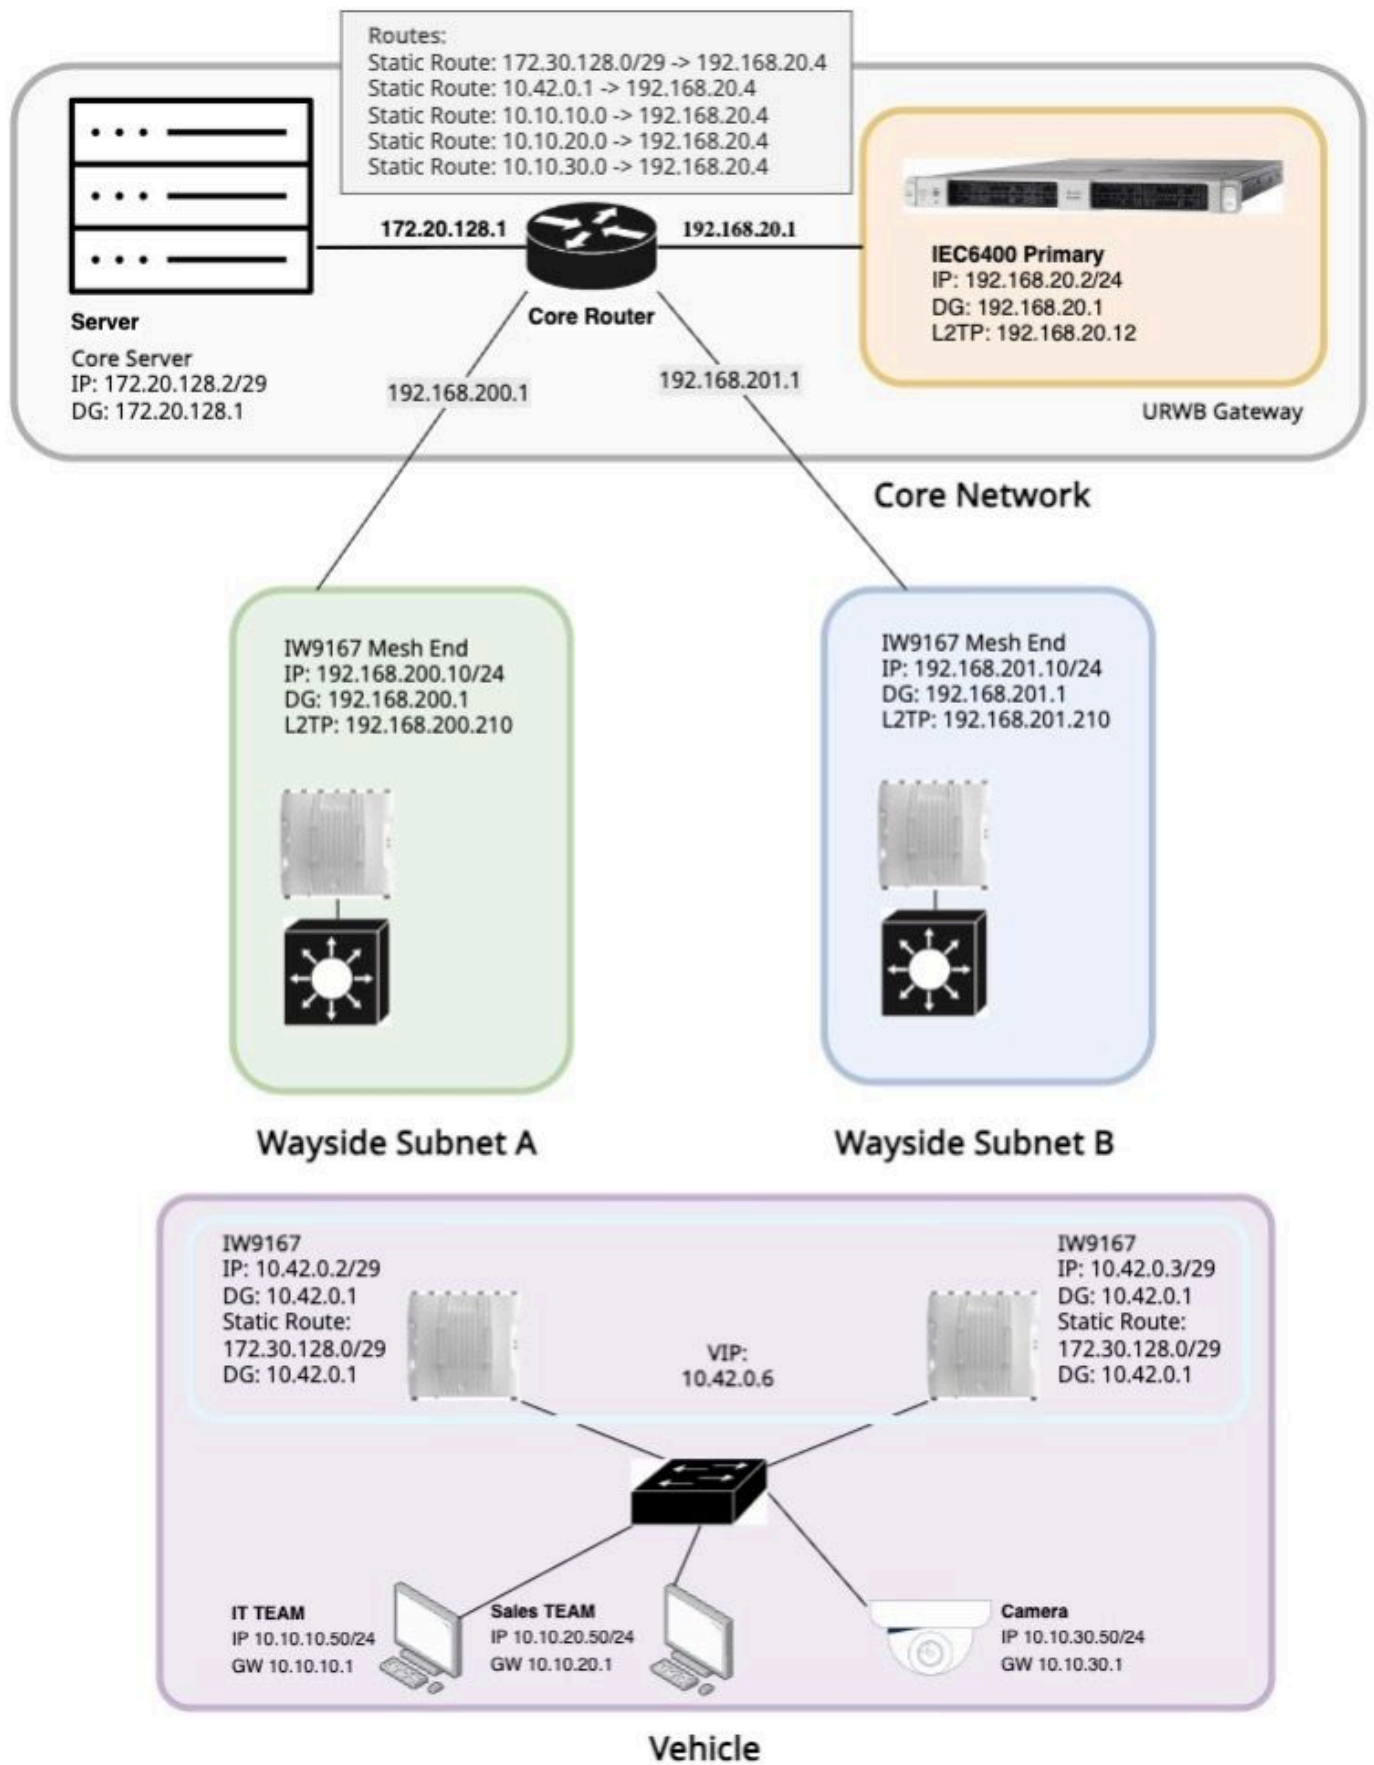 Routes:
Static Route: 172.30.128.0/29 -> 192.168.20.4
Static Route: 10.42.0.1 -> 192.168.20.4
Static Route: 10.10.10.0 -> 192.168.20.4
Static Route: 10.10.20.0 -> 192.168.20.4
Static Route: 10.10.30.0 -> 192.168.20.4
172.20.128.1
192.168.20.1
Core Router
Server
Core Server
IP: 172.20.128.2/29
DG: 172.20.128.1
IEC6400 Primary
IP: 192.168.20.2/24
DG: 192.168.20.1
L2TP: 192.168.20.12
URWB Gateway
192.168.200.1
192.168.201.1
Core Network
IW9167 Mesh End
IP: 192.168.200.10/24
DG: 192.168.200.1
L2TP: 192.168.200.210
Wayside Subnet A
IW9167 Mesh End
IP: 192.168.201.10/24
DG: 192.168.201.1
L2TP: 192.168.201.210
Wayside Subnet B
IW9167
IP: 10.42.0.2/29
DG: 10.42.0.1
Static Route:
172.30.128.0/29
DG: 10.42.0.1
VIP:
10.42.0.6
IW9167
IP: 10.42.0.3/29
DG: 10.42.0.1
Static Route:
172.30.128.0/29
DG: 10.42.0.1
IT TEAM
IP 10.10.10.50/24
GW 10.10.10.1
Sales TEAM
IP 10.10.20.50/24
GW 10.10.20.1
Camera
IP 10.10.30.50/24
GW 10.10.30.1
Vehicle